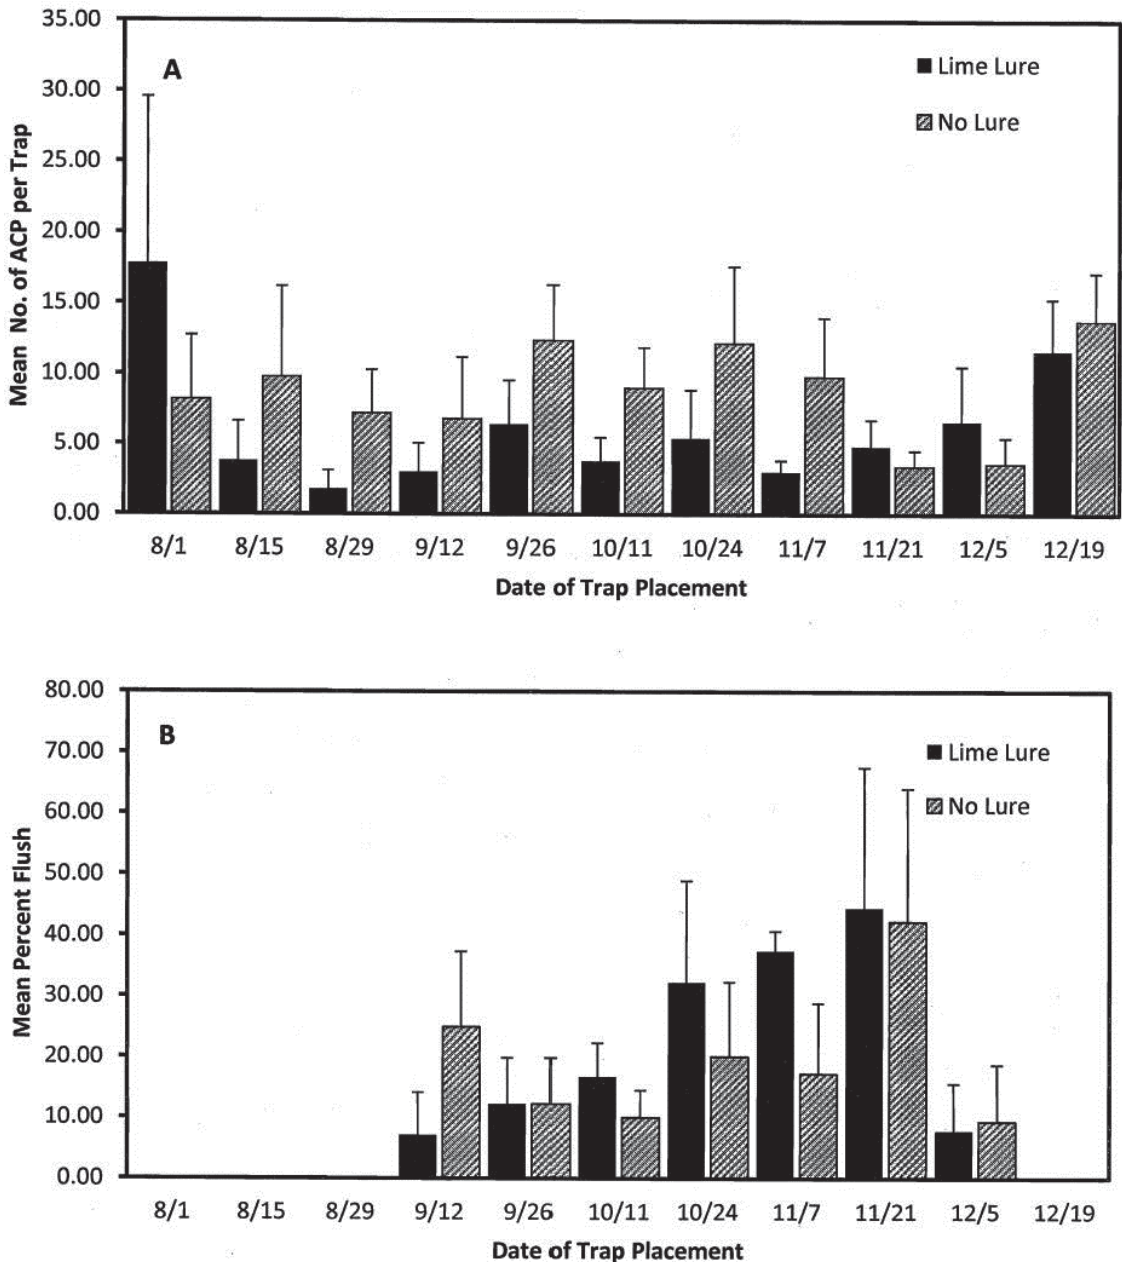 35.00
30.00
25.00
20.00
15.00
10.00
5.00
0.00
Mean No. of ACP per Trap
A
Lime Lure
No Lure
8/1 8/15 8/29 9/12 9/26 10/11 10/24 11/7 11/21 12/5 12/19
Date of Trap Placement
80.00
70.00
60.00
50.00
40.00
30.00
20.00
10.00
0.00
Mean Percent Flush
B
Lime Lure
No Lure
8/1 8/15 8/29 9/12 9/26 10/11 10/24 11/7 11/21 12/5 12/19
Date of Trap Placement